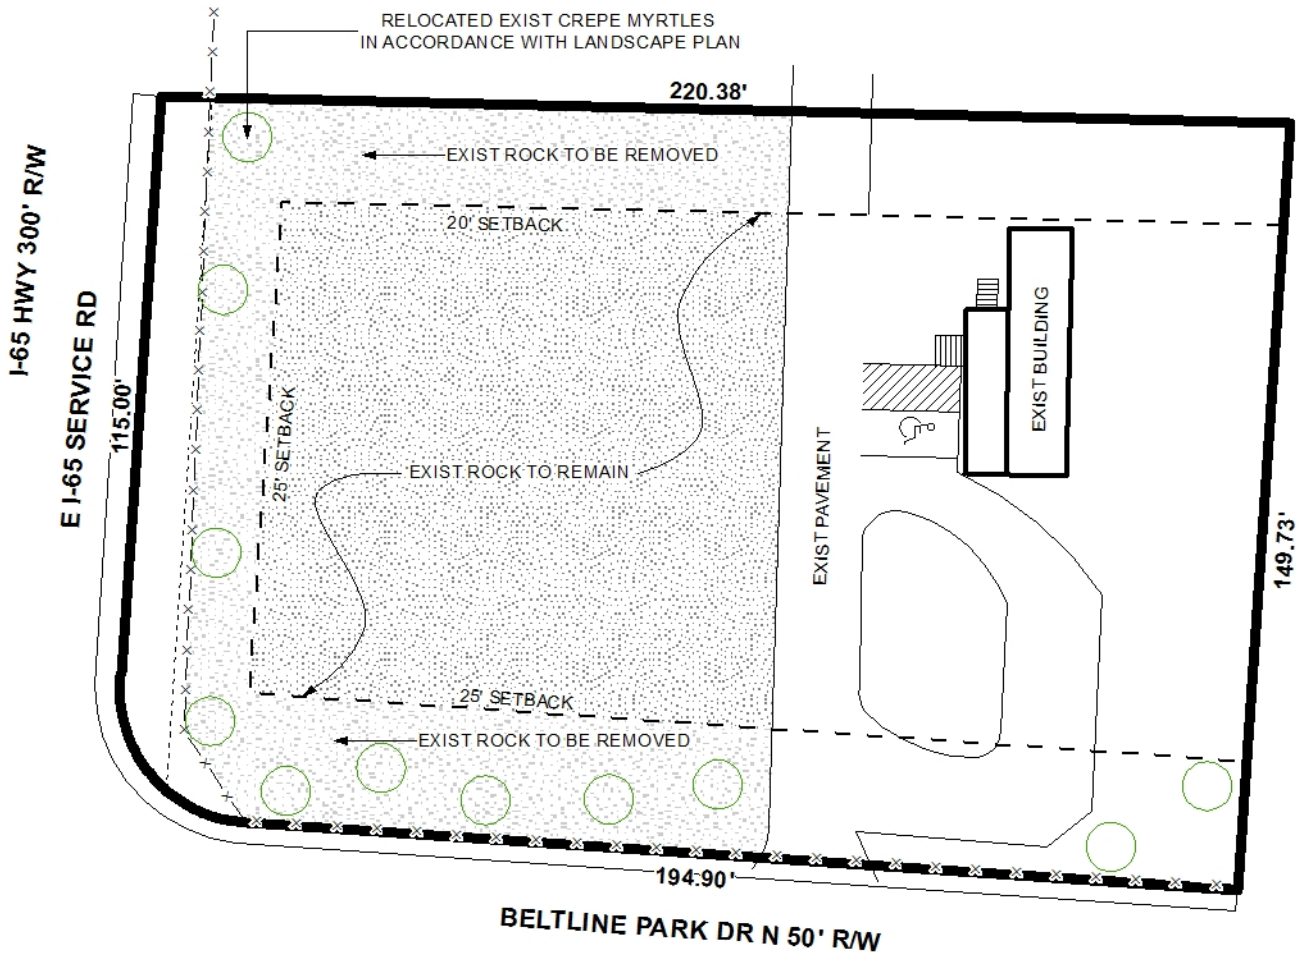 RELOCATED EXIST CREPE MYRTLES
IN ACCORDANCE WITH LANDSCAPE PLAN
220.38'
EXIST ROCK TO BE REMOVED
20' SETBACK
I-65 HWY 300' R/W
E I-65 SERVICE RD
115.00'
25' SETBACK
EXIST ROCK TO REMAIN
EXIST PAVEMENT
EXIST BUILDING
149.73'
25' SETBACK
EXIST ROCK TO BE REMOVED
194.90'
BELTLINE PARK DR N 50' R/W